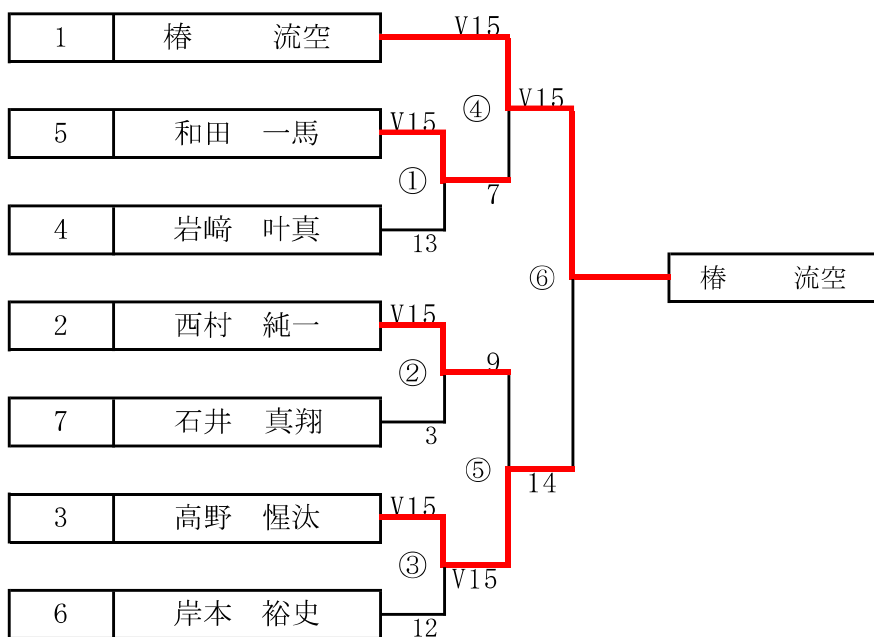 1 椿 流空 V15
④ V15
5 和田 一馬 V15
① 7
4 岩﨑 叶真 13
⑥ 椿 流空
2 西村 純一 V15
② 9
7 石井 真翔 3
⑤ 14
3 高野 惺汰 V15
③ V15
6 岸本 裕史 12